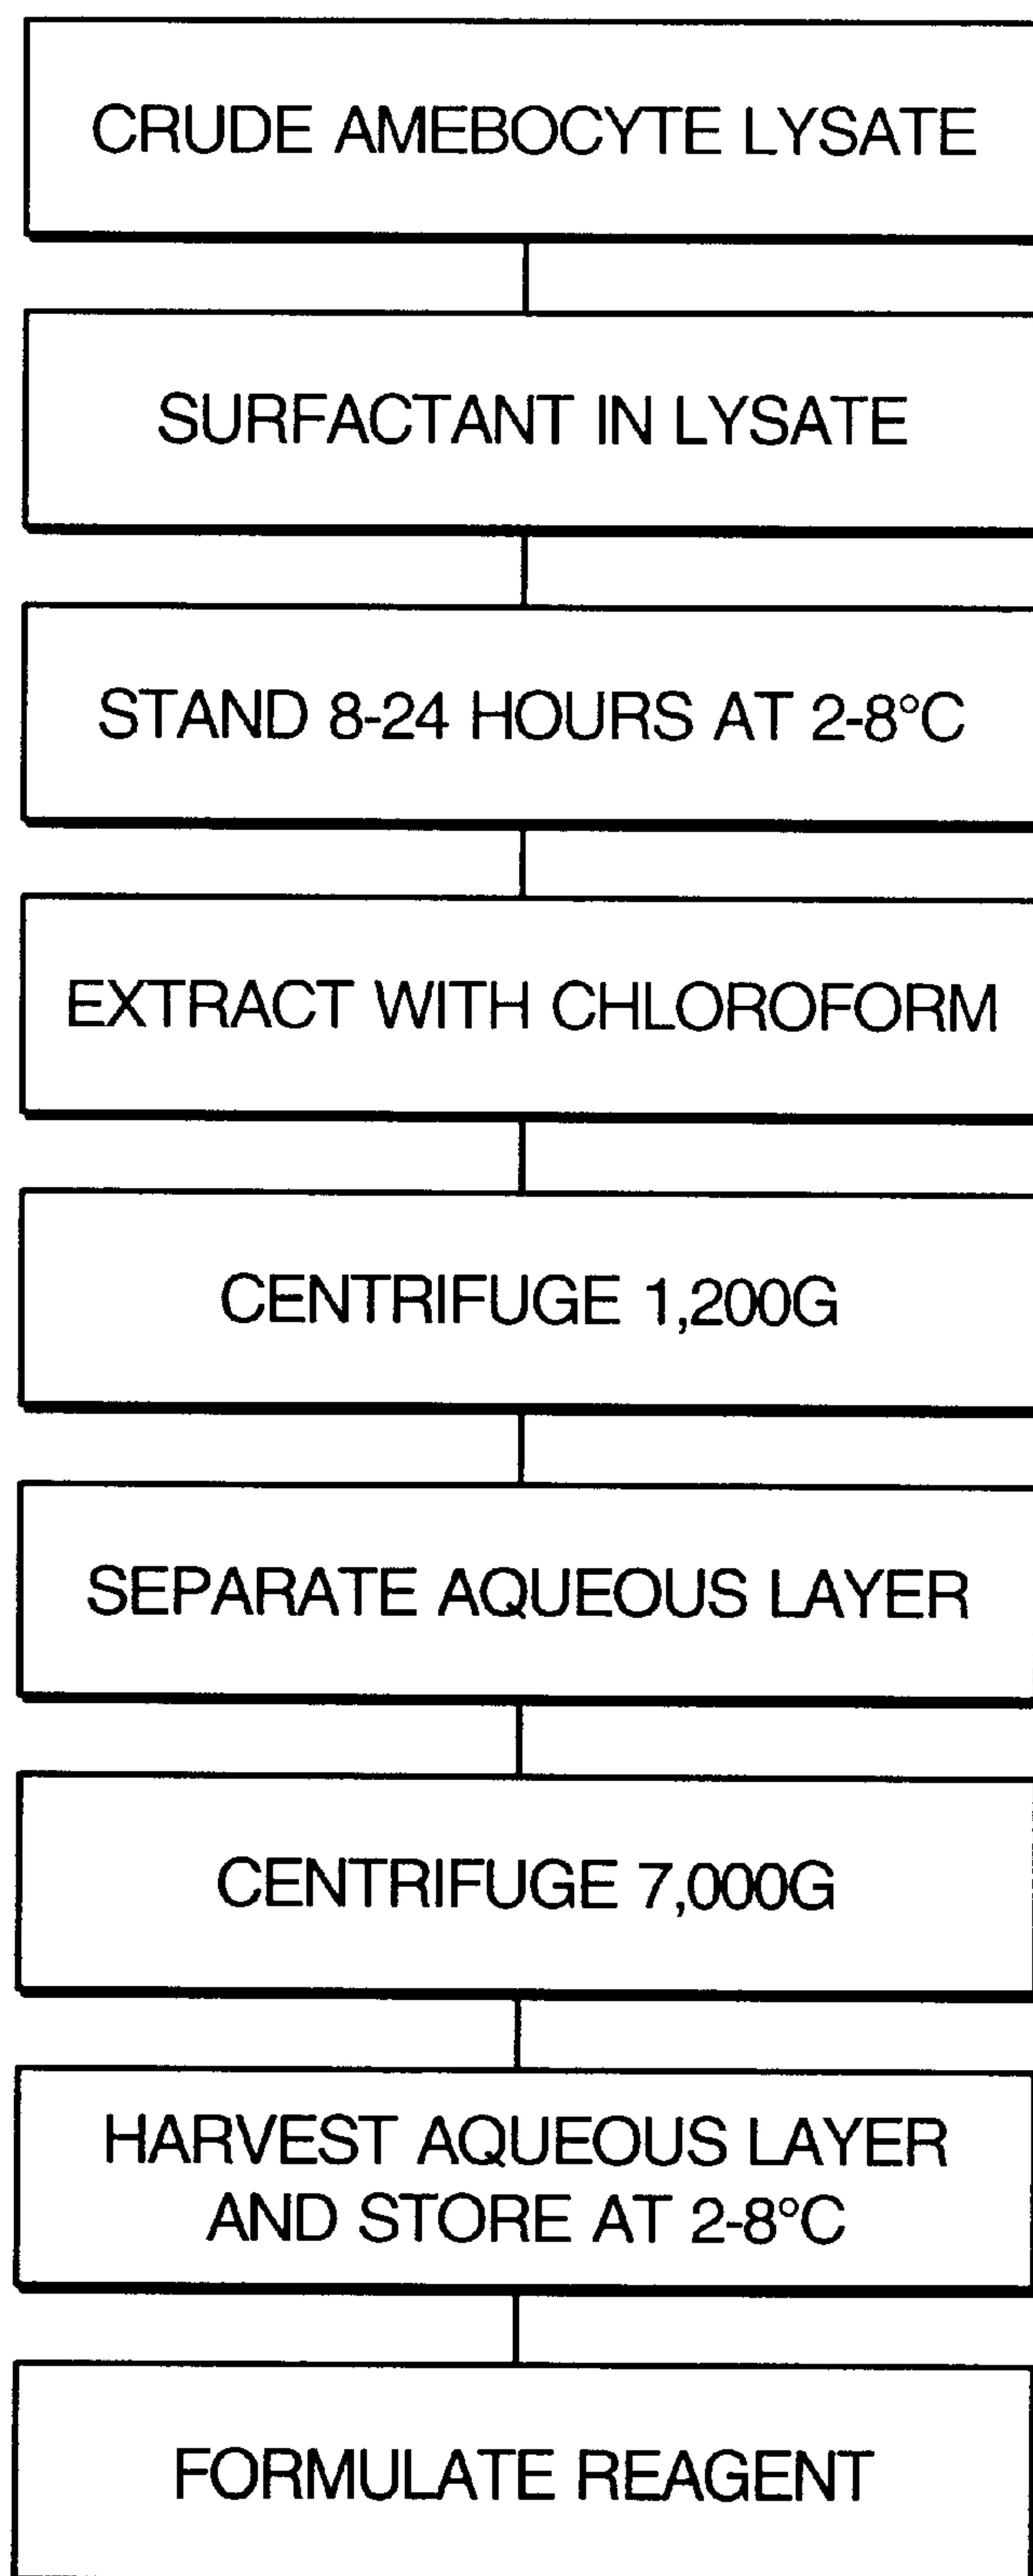 CRUDE AMEBOCYTE LYSATE
SURFACTANT IN LYSATE
STAND 8-24 HOURS AT 2-8°C
EXTRACT WITH CHLOROFORM
CENTRIFUGE 1,200G
SEPARATE AQUEOUS LAYER
CENTRIFUGE 7,000G
HARVEST AQUEOUS LAYER
AND STORE AT 2-8°C
FORMULATE REAGENT